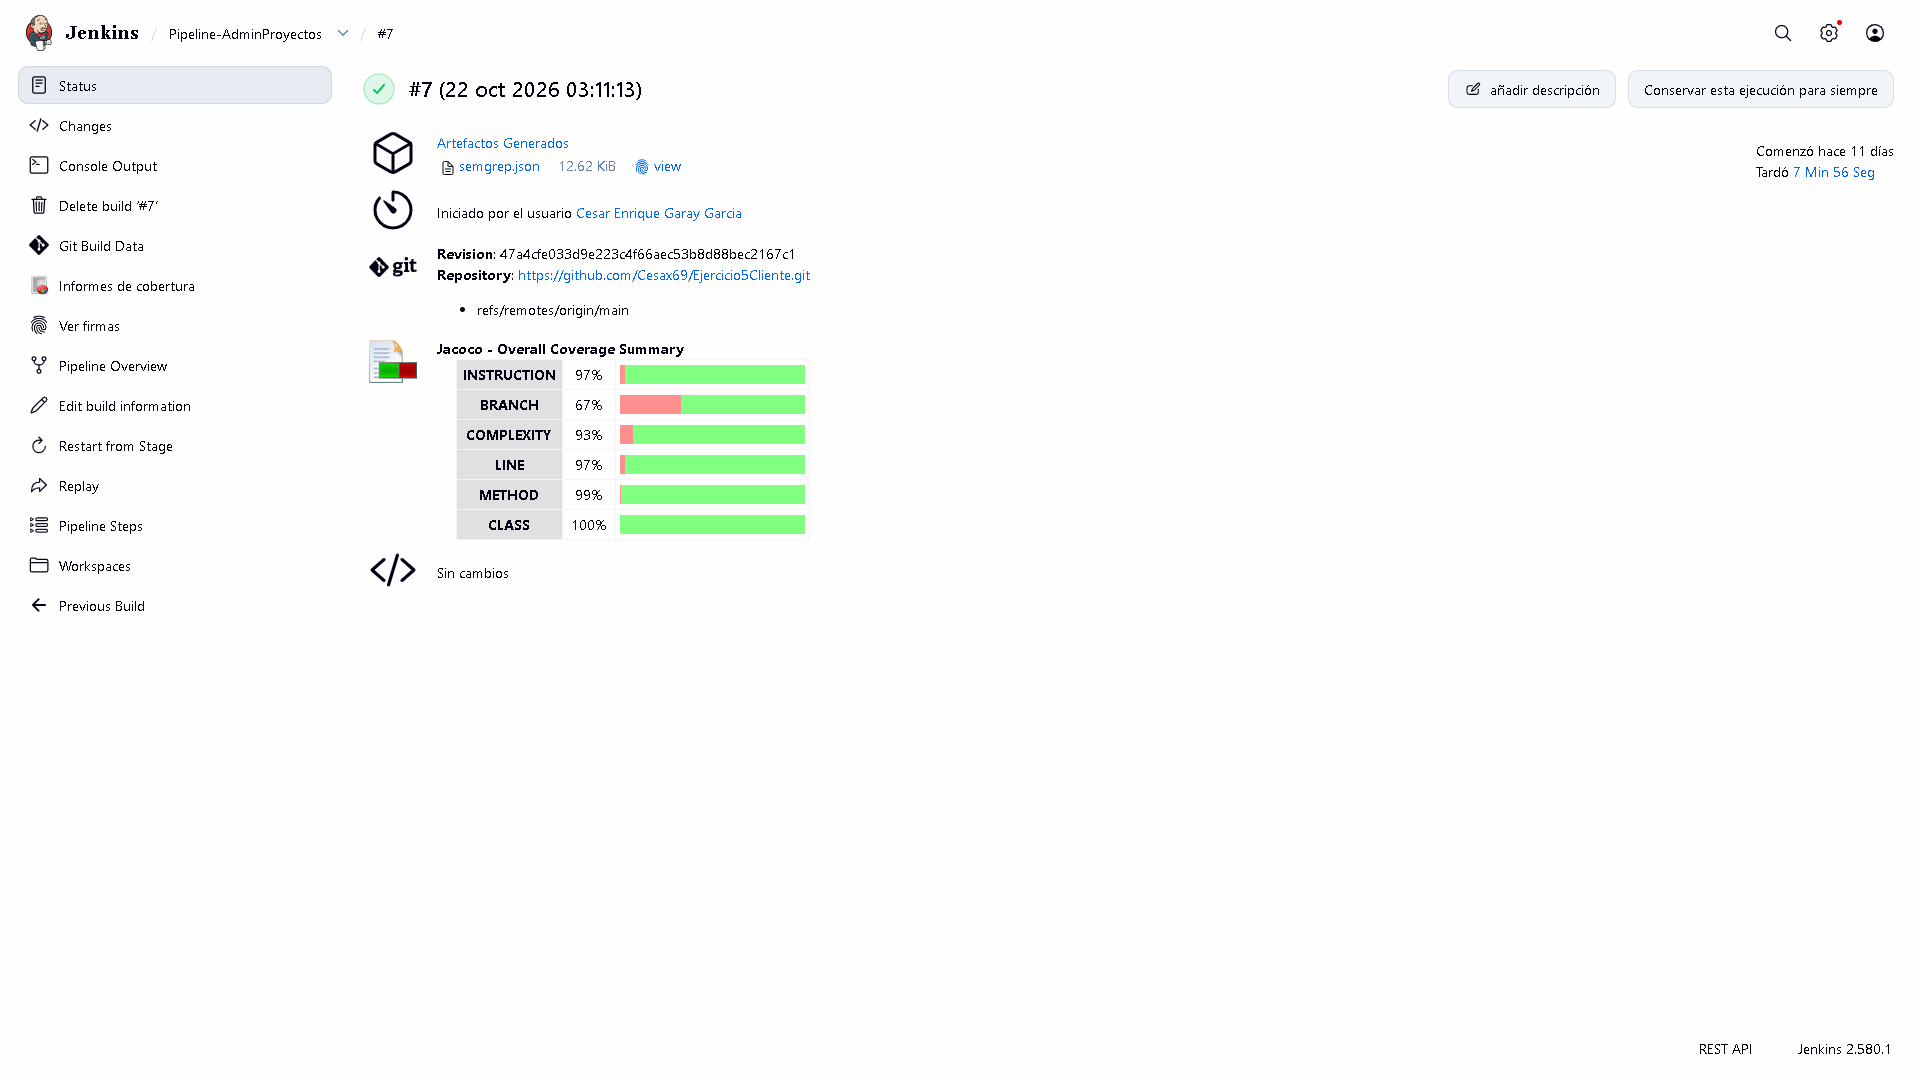 Jenkins / Pipeline-AdminProyectos / #7
Status
Changes
Console Output
Delete build ‘#7’
Git Build Data
Informes de cobertura
Ver firmas
Pipeline Overview
Edit build information
Restart from Stage
Replay
Pipeline Steps
Workspaces
Previous Build
#7 (22 oct 2026 03:11:13)
añadir descripción
Conservar esta ejecución para siempre
Comenzó hace 11 días
Tardó 7 Min 56 Seg
Artefactos Generados
semgrep.json 12.62 KiB view
Iniciado por el usuario Cesar Enrique Garay Garcia
git
Revision: 47a4cfe033d9e223c4f66aec53b8d88bec2167c1
Repository: https://github.com/Cesax69/Ejercicio5Cliente.git
refs/remotes/origin/main
Jacoco - Overall Coverage Summary
INSTRUCTION 97%
BRANCH 67%
COMPLEXITY 93%
LINE 97%
METHOD 99%
CLASS 100%
Sin cambios
REST API
Jenkins 2.580.1